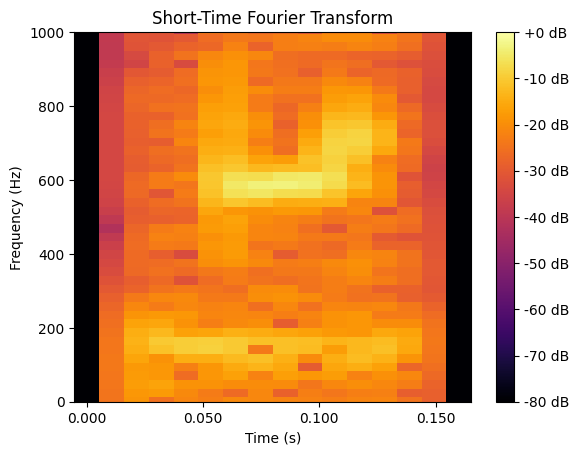 Short-Time Fourier Transform
1000
800
600
400
200
0
Frequency (Hz)
0.000
0.050
0.100
0.150
Time (s)
+0 dB
-10 dB
-20 dB
-30 dB
-40 dB
-50 dB
-60 dB
-70 dB
-80 dB